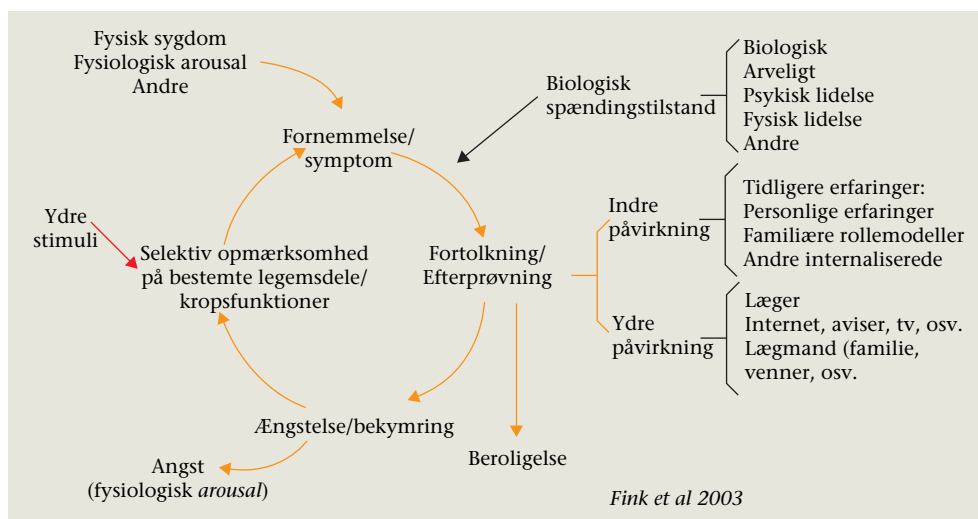 Fysisk sygdom
Fysiologisk arousal
Andre
Fornemmelse/
symptom
Biologisk
spændingstilstand
Biologisk
Arveligt
Psykisk lidelse
Fysisk lidelse
Andre
Ydre
stimuli
Selektiv opmærksomhed
på bestemte legemsdele/
kropsfunktioner
Fortolkning/
Efterprøvning
Indre
påvirkning
Tidligere erfaringer:
Personlige erfaringer
Familiære rollemodeller
Andre internaliserede
Ydre
påvirkning
Læger
Internet, aviser, tv, osv.
Lægmand (familie,
venner, osv.
Ængstelse/bekymring
Beroligelse
Angst
(fysiologisk arousal)
Fink et al 2003